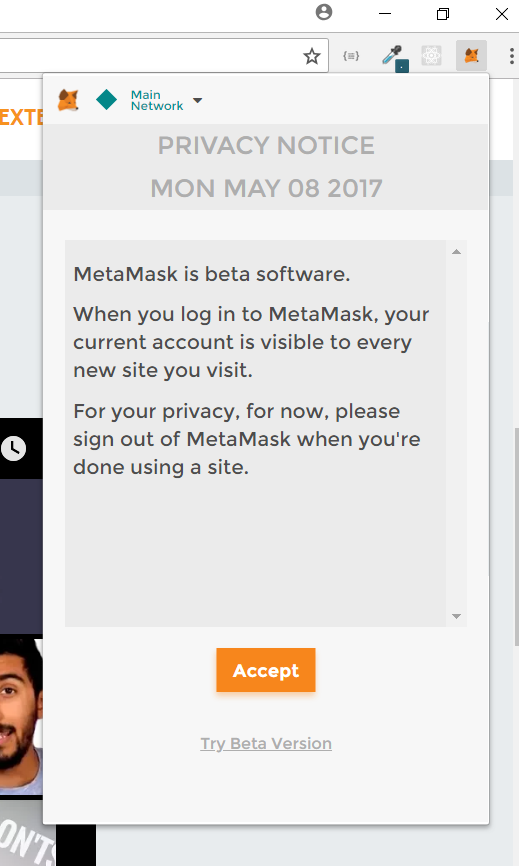 EXTE
Main
Network
PRIVACY NOTICE
MON MAY 08 2017
MetaMask is beta software.
When you log in to MetaMask, your
current account is visible to every
new site you visit.
For your privacy, for now, please
sign out of MetaMask when you're
done using a site.
Accept
Try Beta Version
ON'TS